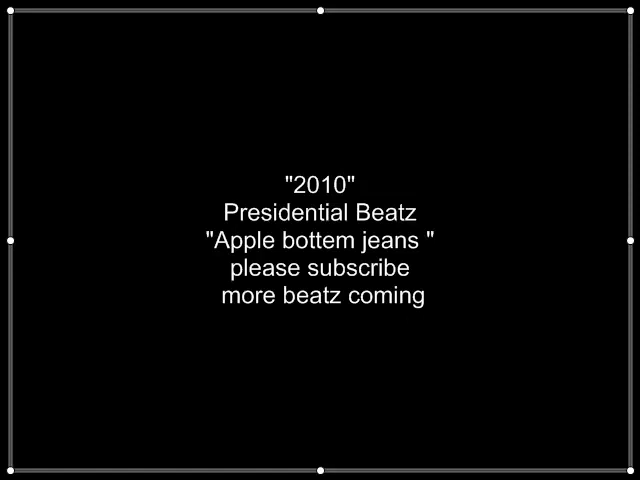 "2010"
Presidential Beatz
"Apple bottem jeans "
please subscribe
more beatz coming